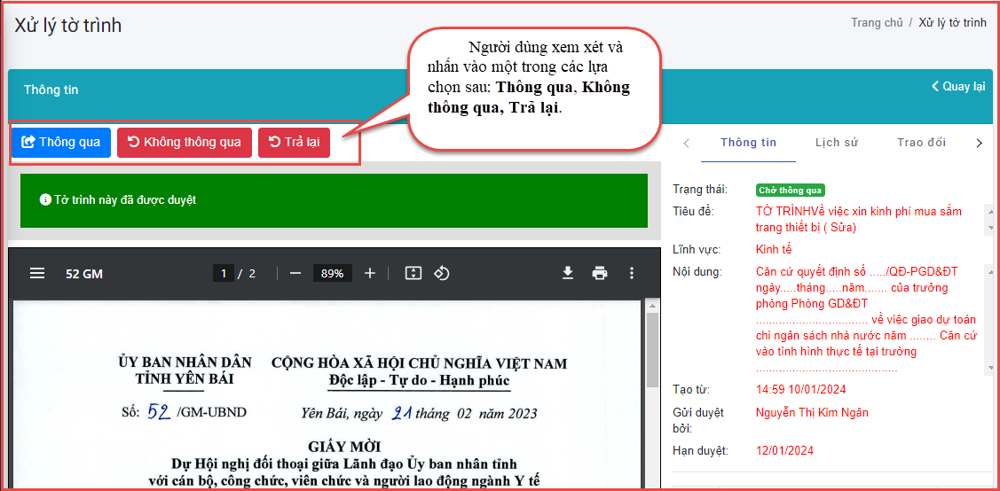 Xử lý tờ trình
Trang chủ / Xử lý tờ trình
Người dùng xem xét và
nhấn vào một trong các lựa
chọn sau: Thông qua, Không
thông qua, Trả lại.
Thông tin
Quay lại
Thông qua
Không thông qua
Trả lại
Thông tin
Lịch sử
Trao đổi
Tờ trình này đã được duyệt
52 GM
1 / 2
89%
ỦY BAN NHÂN DÂN
TỈNH YÊN BÁI
CỘNG HÒA XÃ HỘI CHỦ NGHĨA VIỆT NAM
Độc lập - Tự do - Hạnh phúc
Số: 52 /GM-UBND
Yên Bái, ngày 21 tháng 02 năm 2023
GIẤY MỜI
Dự Hội nghị đối thoại giữa Lãnh đạo Ủy ban nhân tỉnh
với cán bộ, công chức, viên chức và người lao động ngành Y tế
Trạng thái: Chờ thông qua
Tiêu đề: TỜ TRÌNHVề việc xin kinh phí mua sắm
trang thiết bị ( Sửa)
Lĩnh vực: Kinh tế
Nội dung: Căn cứ quyết định số ...../QĐ-PGD&ĐT
ngày.....tháng.....năm....... của trưởng
phòng Phòng GD&ĐT
................................ về việc giao dự toán
chi ngân sách nhà nước năm ........ Căn cứ
vào tình hình thực tế tại trường
........................................
Tạo từ: 14:59 10/01/2024
Gửi duyệt Nguyễn Thị Kim Ngân
bởi:
Hạn duyệt: 12/01/2024